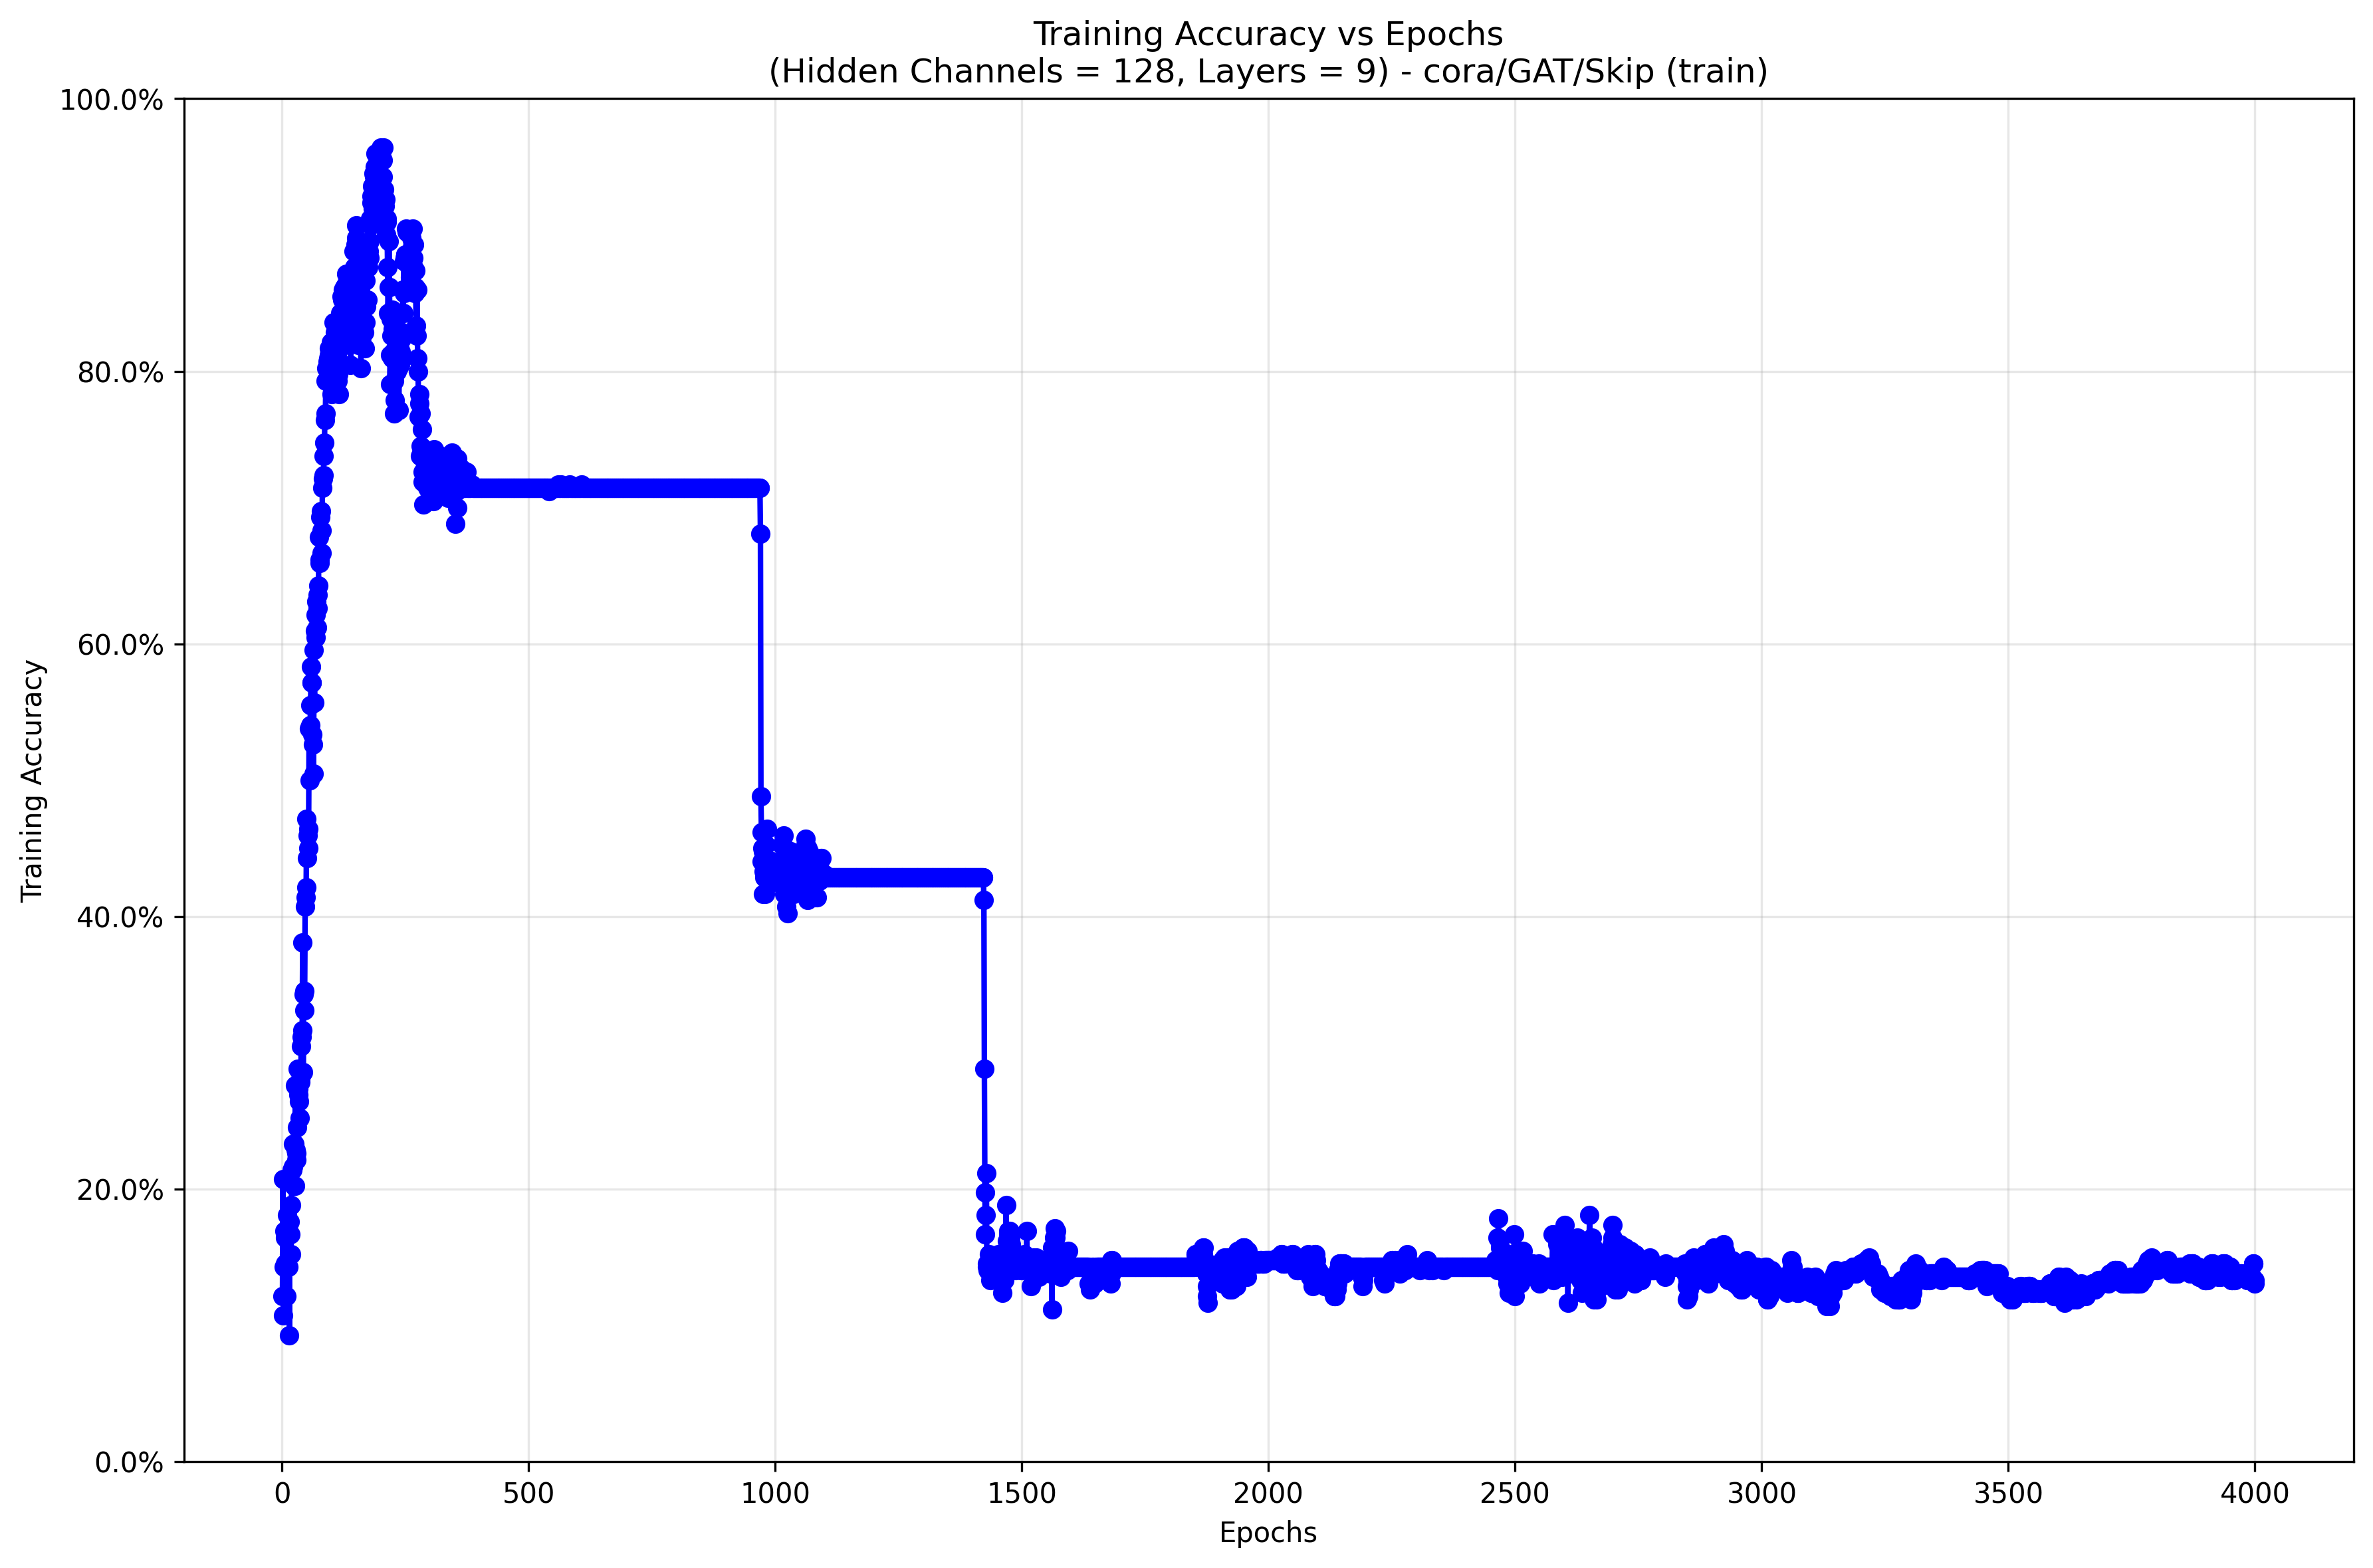 Training Accuracy vs Epochs
(Hidden Channels = 128, Layers = 9) - cora/GAT/Skip (train)
100.0%
80.0%
60.0%
40.0%
20.0%
0.0%
Training Accuracy
0 500 1000 1500 2000 2500 3000 3500 4000
Epochs